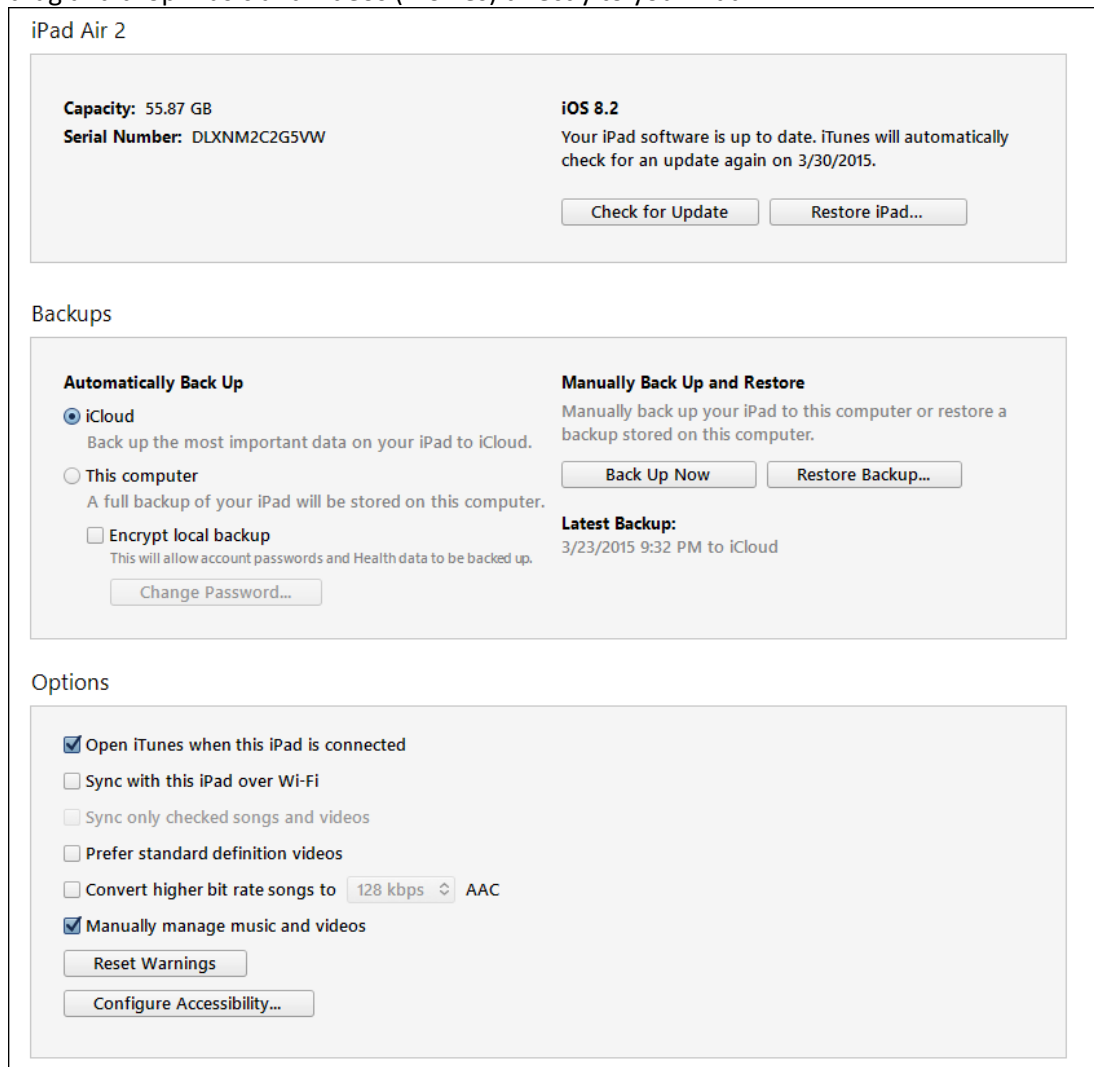 iPad Air 2
Capacity: 55.87 GB
Serial Number: DLXNM2C2G5VW
iOS 8.2
Your iPad software is up to date. iTunes will automatically
check for an update again on 3/30/2015.
Check for Update
Restore iPad...
Backups
Automatically Back Up
iCloud
Back up the most important data on your iPad to iCloud.
This computer
A full backup of your iPad will be stored on this computer.
Encrypt local backup
This will allow account passwords and Health data to be backed up.
Change Password...
Manually Back Up and Restore
Manually back up your iPad to this computer or restore a
backup stored on this computer.
Back Up Now
Restore Backup...
Latest Backup:
3/23/2015 9:32 PM to iCloud
Options
Open iTunes when this iPad is connected
Sync with this iPad over Wi-Fi
Sync only checked songs and videos
Prefer standard definition videos
Convert higher bit rate songs to 128 kbps AAC
Manually manage music and videos
Reset Warnings
Configure Accessibility...